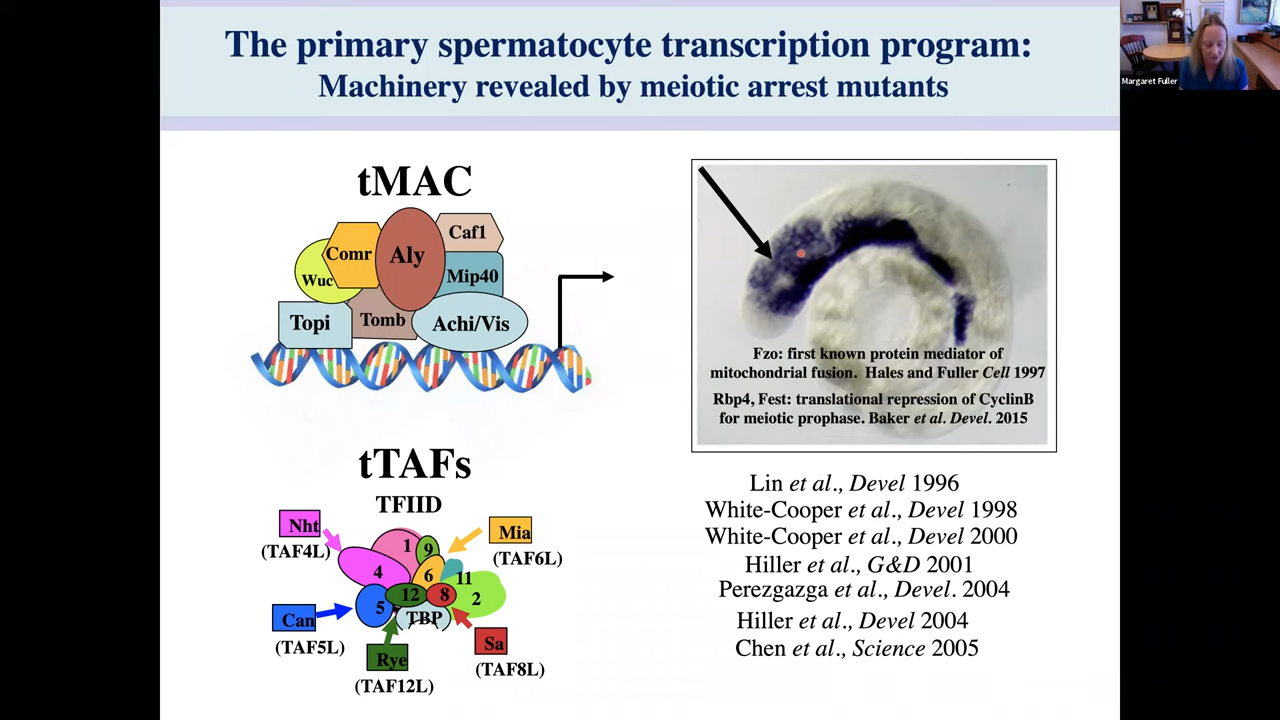 The primary spermatocyte transcription program:
Machinery revealed by meiotic arrest mutants
Margaret Fuller
tMAC
Comr
Aly
Caf1
Wuc
Mip40
Topi
Tomb
Achi/Vis
Fzo: first known protein mediator of
mitochondrial fusion. Hales and Fuller Cell 1997
Rbp4, Fest: translational repression of CyclinB
for meiotic prophase. Baker et al. Devel. 2015
tTAFs
TFIID
Nht
(TAF4L)
Mia
(TAF6L)
1
9
4
6
11
12
8
2
5
TBP
Can
(TAF5L)
Sa
(TAF8L)
Rye
(TAF12L)
Lin et al., Devel 1996
White-Cooper et al., Devel 1998
White-Cooper et al., Devel 2000
Hiller et al., G&D 2001
Perezgazga et al., Devel. 2004
Hiller et al., Devel 2004
Chen et al., Science 2005